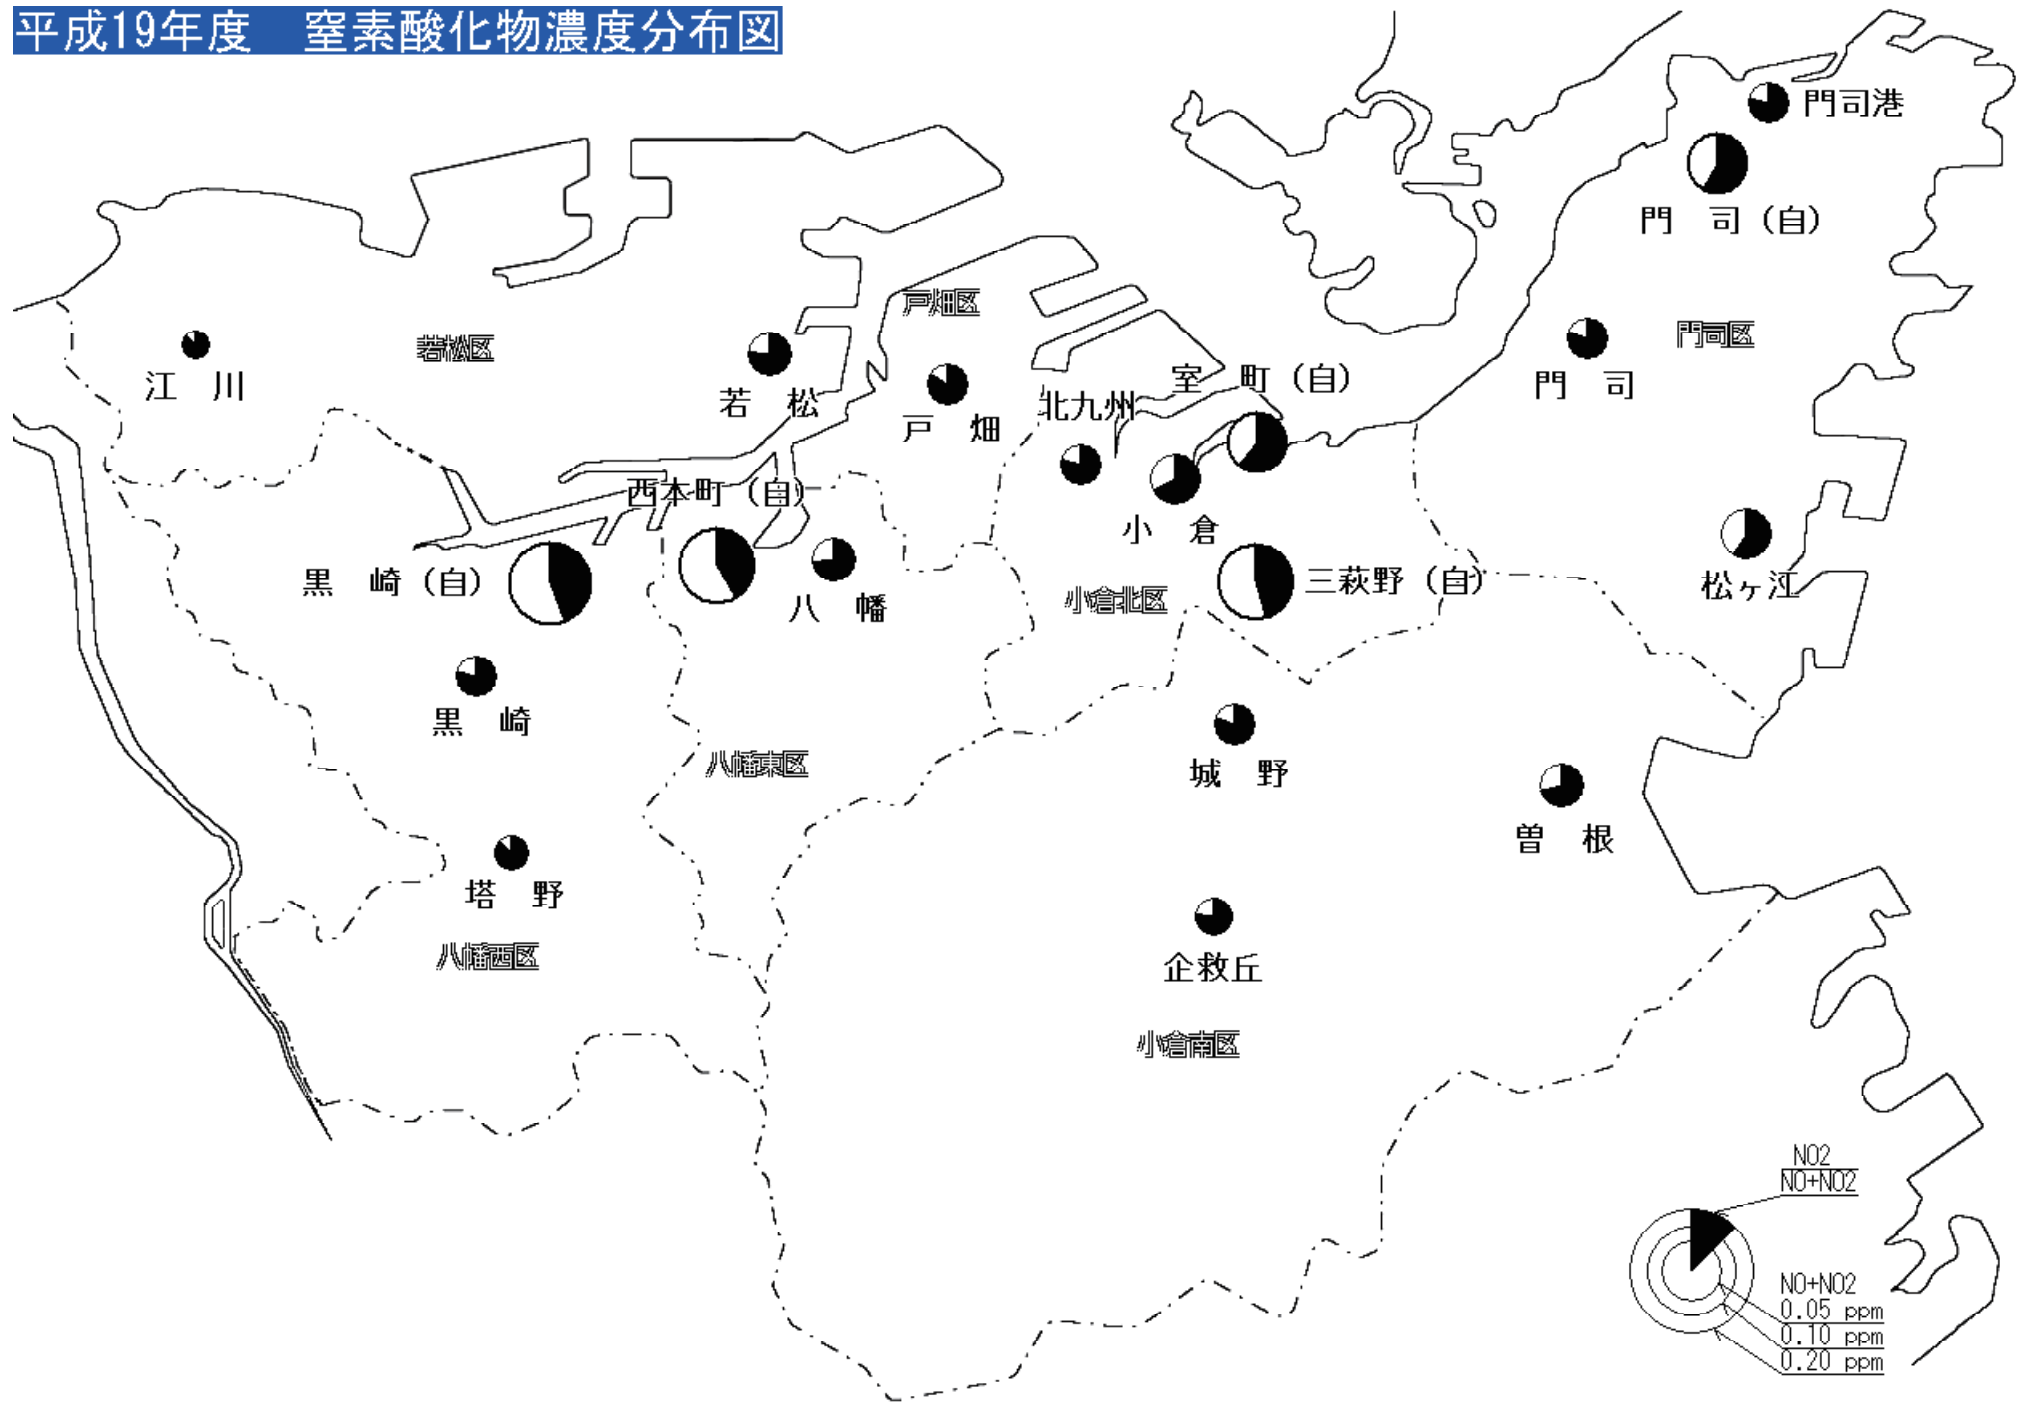 平成19年度　窒素酸化物濃度分布図
門司港
門　司（自）
戸畑区
若松区
門司区
江　川
若　松
戸　畑
室　町（自）
北九州
門　司
西本町（自）
小　倉
黒　崎（自）
八　幡
小倉北区
三萩野（自）
松ヶ江
黒　崎
八幡東区
城　野
曽　根
塔　野
八幡西区
企救丘
小倉南区
NO2
NO+NO2
NO+NO2
0.05 ppm
0.10 ppm
0.20 ppm